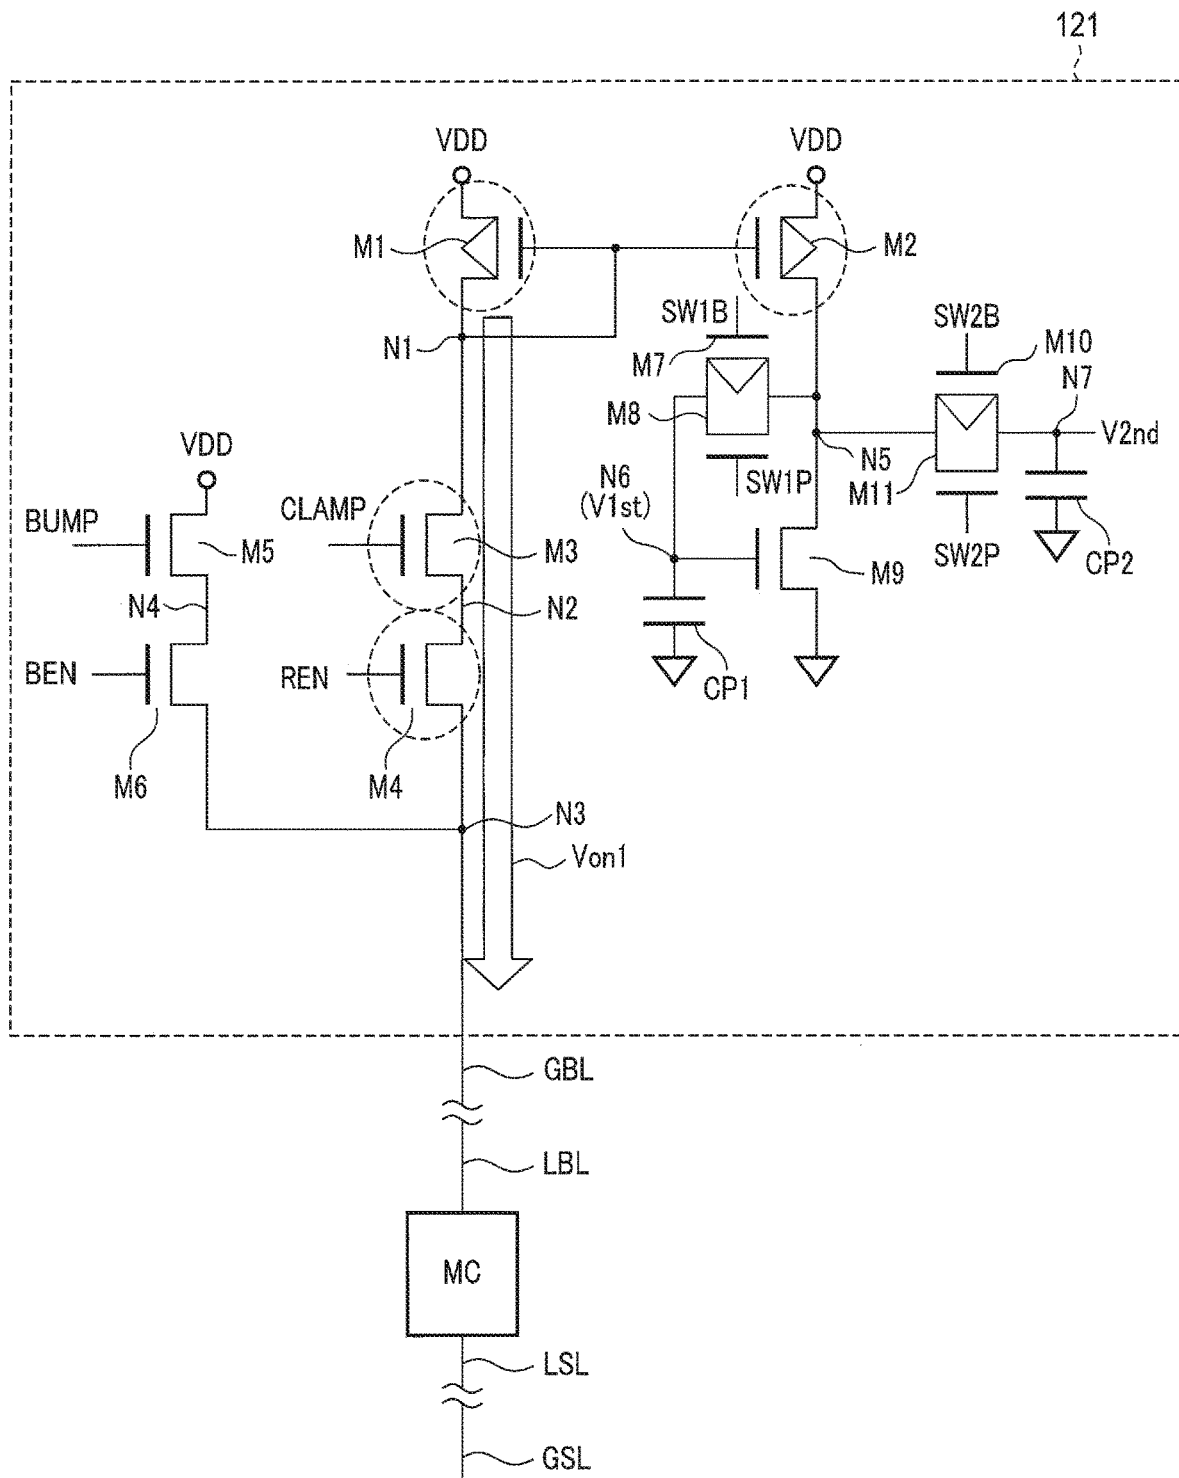 121
VDD
VDD
M1
M2
SW1B
SW2B
N1
M7
M10
N7
M8
V2nd
VDD
N5
N6
(V1st)
SW1P
M11
CLAMP
BUMP
M5
M3
M9
SW2P
CP2
N4
N2
BEN
REN
CP1
M6
M4
N3
Von1
GBL
LBL
MC
LSL
GSL